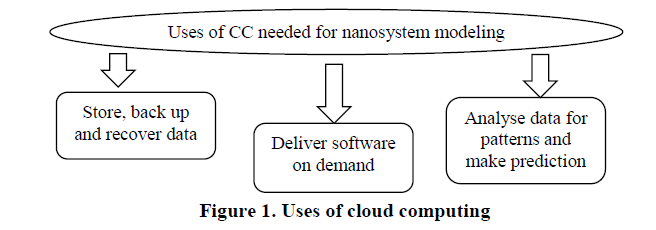 Uses of CC needed for nanosystem modeling
Store, back up
and recover data
Deliver software
on demand
Analyse data for
patterns and
make prediction
Figure 1. Uses of cloud computing